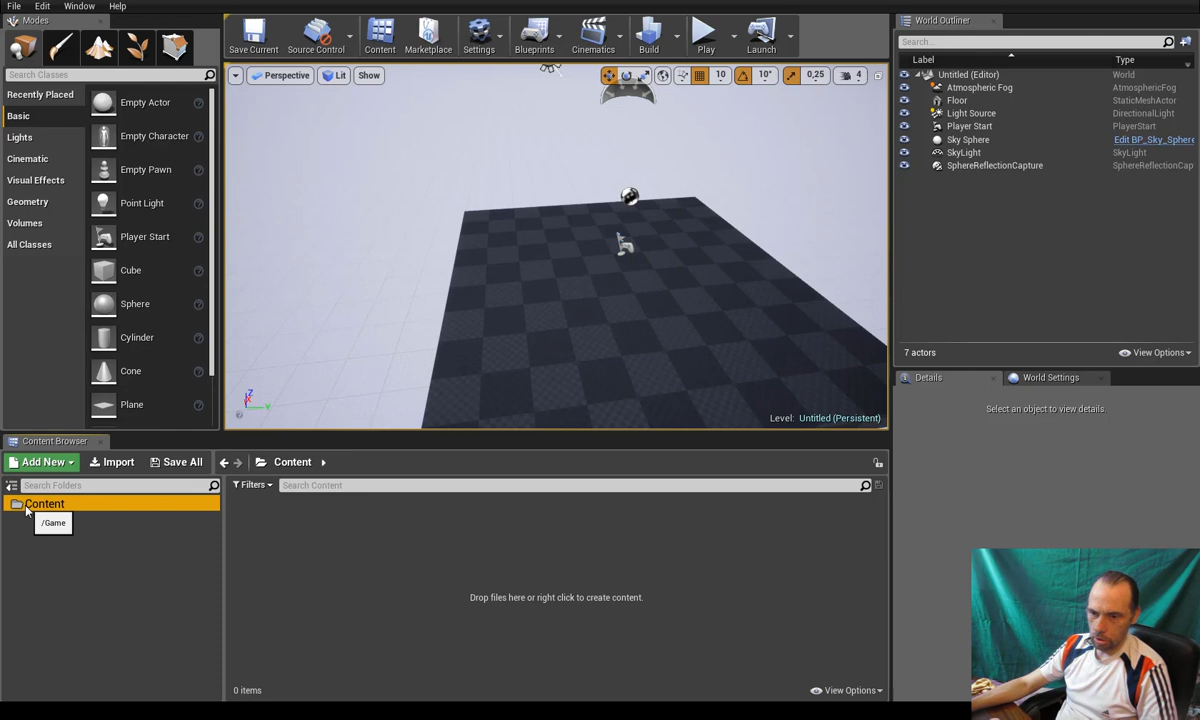 File Edit Window Help
Modes
Search Classes
Recently Placed
Basic
Lights
Cinematic
Visual Effects
Geometry
Volumes
All Classes
Empty Actor
Empty Character
Empty Pawn
Point Light
Player Start
Cube
Sphere
Cylinder
Cone
Plane
Save Current
Source Control
Content
Marketplace
Settings
Blueprints
Cinematics
Build
Play
Launch
Perspective
Lit
Show
10
10°
0,25
4
Level: Untitled (Persistent)
World Outliner
Search...
Label Type
Untitled (Editor) World
Atmospheric Fog AtmosphericFog
Floor StaticMeshActor
Light Source DirectionalLight
Player Start PlayerStart
Sky Sphere Edit BP_Sky_Sphere
SkyLight SkyLight
SphereReflectionCapture SphereReflectionCap
7 actors
View Options
Details
World Settings
Select an object to view details.
Content Browser
Add New
Import
Save All
Content
Search Folders
Filters
Search Content
Content
/Game
Drop files here or right click to create content.
0 items
View Options